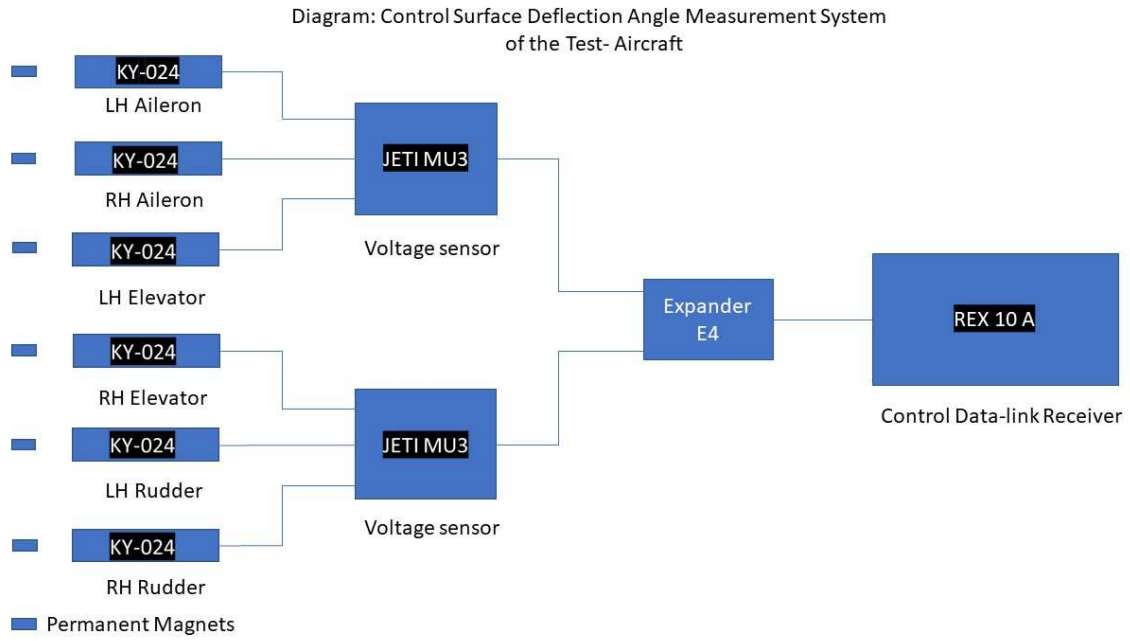 Diagram: Control Surface Deflection Angle Measurement System
of the Test- Aircraft
KY-024
LH Aileron
KY-024
RH Aileron
KY-024
LH Elevator
KY-024
RH Elevator
KY-024
LH Rudder
KY-024
RH Rudder
Permanent Magnets
JETI MU3
Voltage sensor
JETI MU3
Voltage sensor
Expander
E4
REX 10 A
Control Data-link Receiver